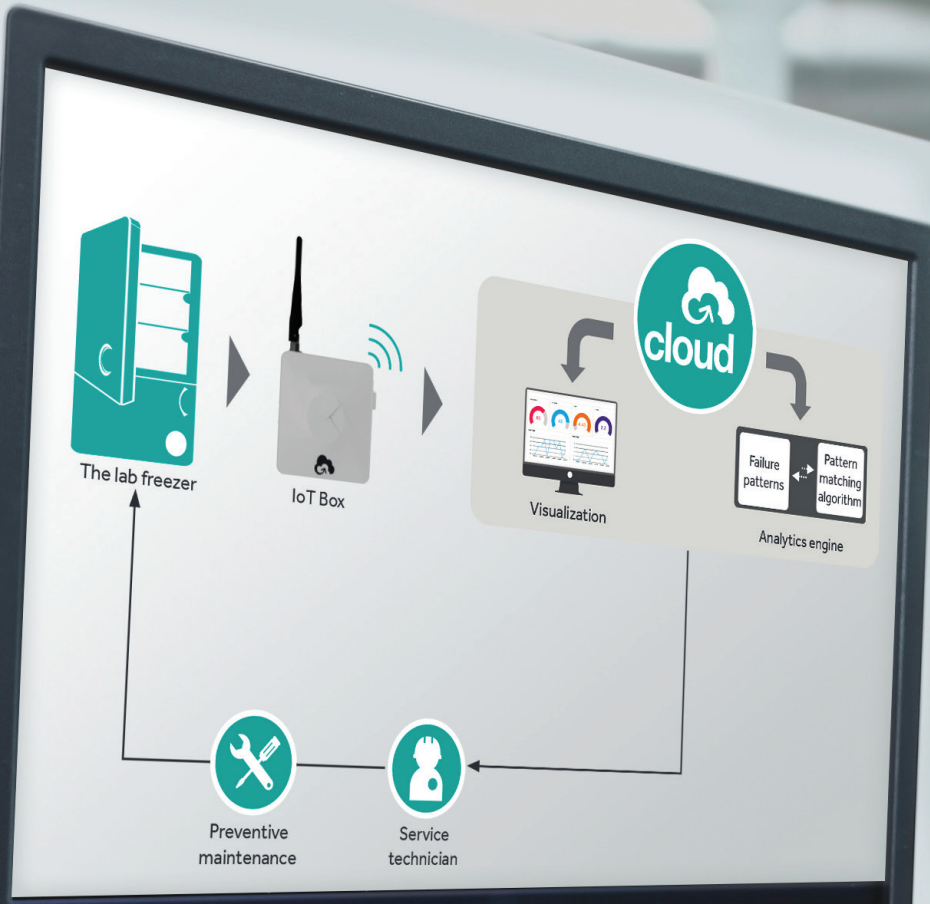 cloud
The lab freezer
IoT Box
Visualization
Failure
patterns
Pattern
matching
algorithm
Analytics engine
Preventive
maintenance
Service
technician